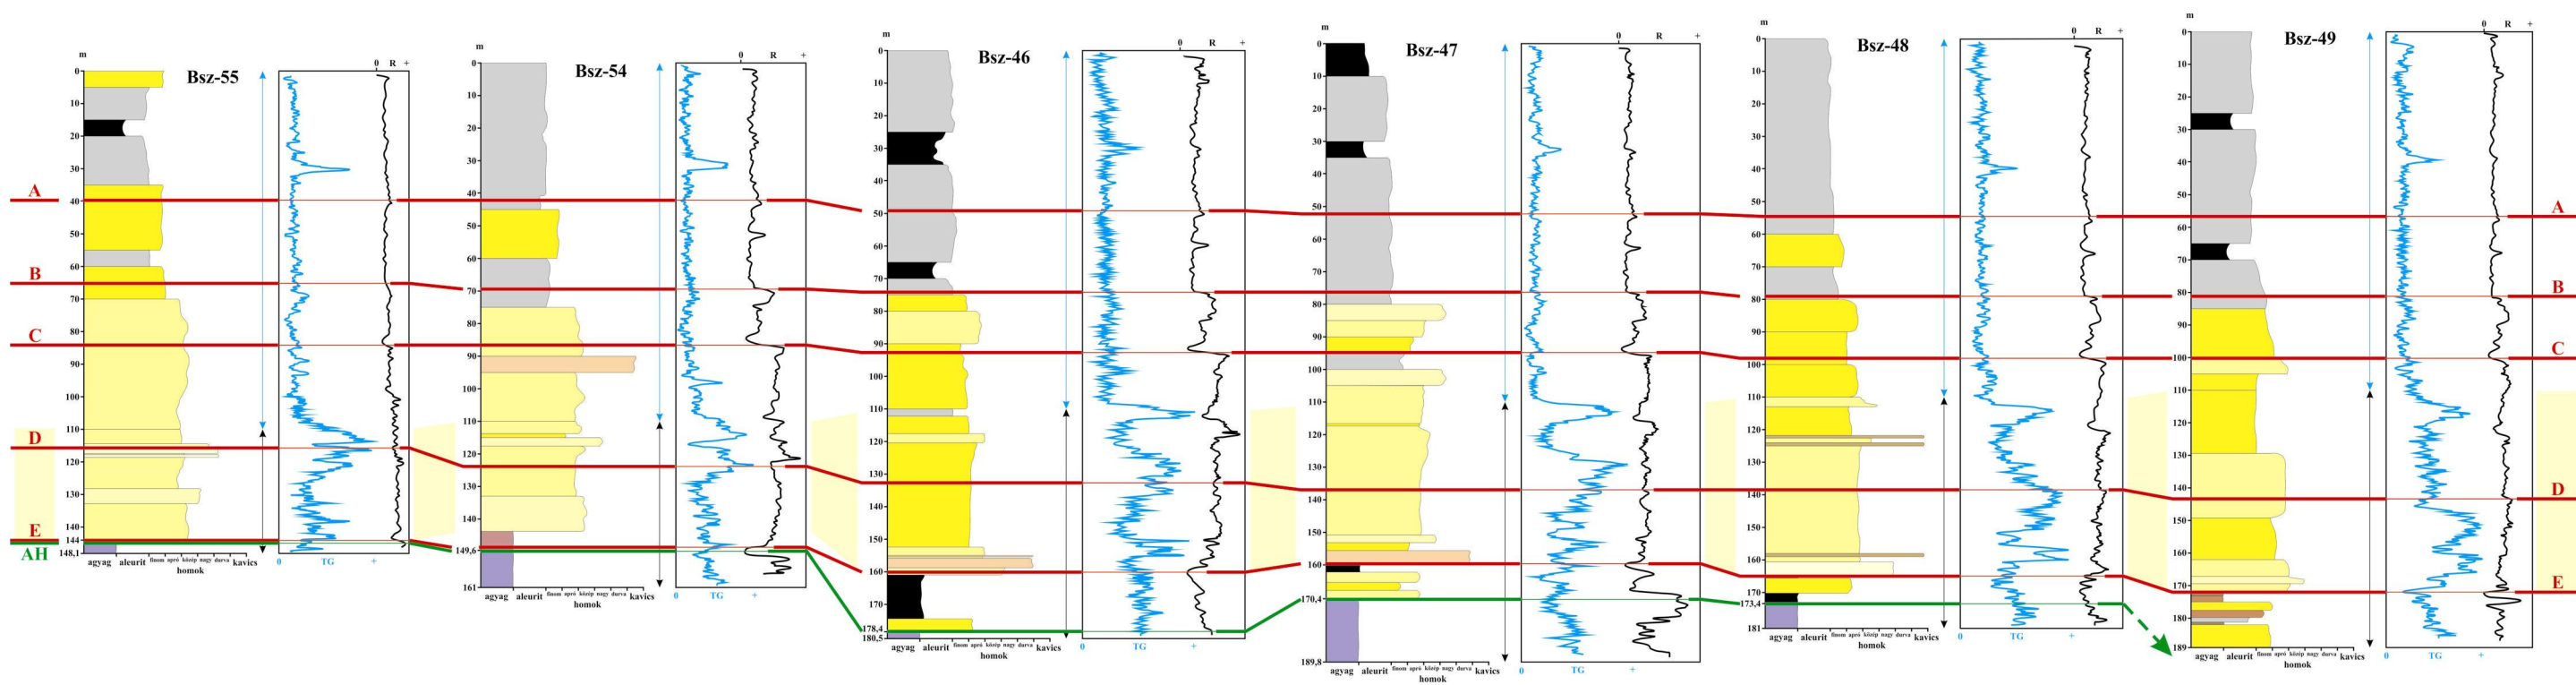 Bsz-55
m
0
10
20
30
40
50
60
70
80
90
100
110
120
130
140
144
148,1
agyag aleurit finom apró közép nagy durva kavics
homok
0 R +
0 TG +
A
B
C
D
E
AH
Bsz-54
m
0
10
20
30
40
50
60
70
80
90
100
110
120
130
140
149,6
161
agyag aleurit finom apró közép nagy durva kavics
homok
0 R +
0 TG +
Bsz-46
m
0
10
20
30
40
50
60
70
80
90
100
110
120
130
140
150
160
170
178,4
180,5
agyag aleurit finom apró közép nagy durva kavics
homok
0 R +
0 TG +
Bsz-47
m
0
10
20
30
40
50
60
70
80
90
100
110
120
130
140
150
160
170,4
189,8
agyag aleurit finom apró közép nagy durva kavics
homok
0 R +
0 TG +
Bsz-48
m
0
10
20
30
40
50
60
70
80
90
100
110
120
130
140
150
160
170
173,4
181
agyag aleurit finom apró közép nagy durva kavics
homok
0 R +
0 TG +
Bsz-49
m
0
10
20
30
40
50
60
70
80
90
100
110
120
130
140
150
160
170
180
189
agyag aleurit finom apró közép nagy durva kavics
homok
0 R +
0 TG +
A
B
C
D
E